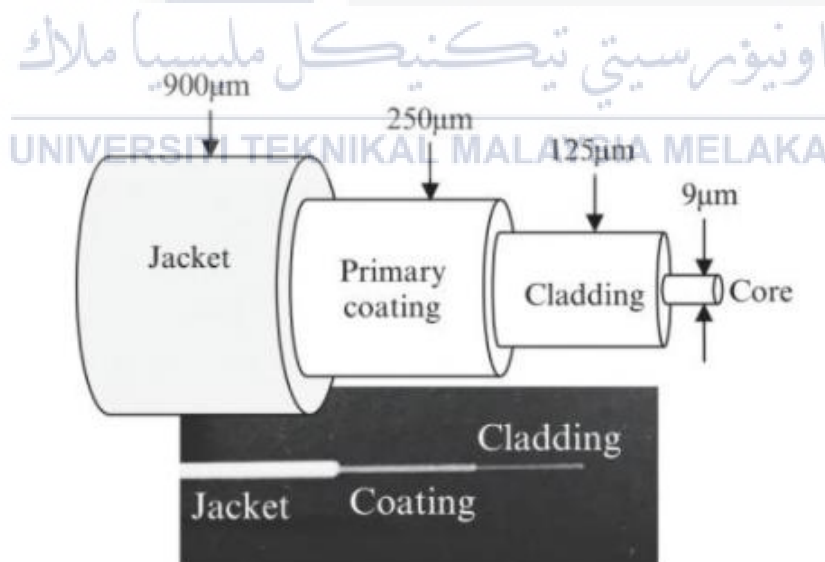 اونيۏرسيتي تيكنيكل مليسيا ملاك
UNIVERSITI TEKNIKAL MALAYSIA MELAKA
900μm
250μm
125μm
9μm
Jacket
Primary
coating
Cladding
Core
Cladding
Jacket
Coating